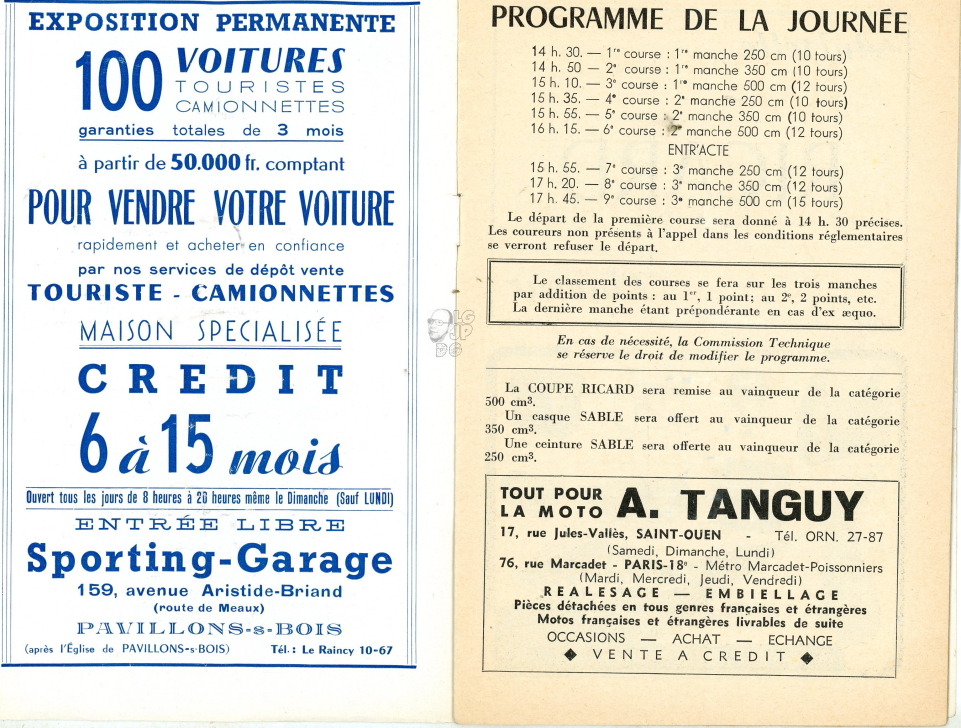 EXPOSITION PERMANENTE
100 VOITURES
TOURISTES
CAMIONNETTES
garanties totales de 3 mois
à partir de 50.000 fr. comptant
POUR VENDRE VOTRE VOITURE
rapidement et acheter en confiance
par nos services de dépôt vente
TOURISTE - CAMIONNETTES
MAISON SPECIALISÉE
CREDIT
6 à 15 mois
Ouvert tous les jours de 8 heures à 20 heures même le Dimanche (Sauf LUNDI)
ENTRÉE LIBRE
Sporting-Garage
159, avenue Aristide-Briand
(route de Meaux)
PAVILLONS-s-BOIS
(après l'Église de PAVILLONS-s-BOIS) Tél.: Le Raincy 10-67
LG
JP
DG
PROGRAMME DE LA JOURNÉE
14 h. 30. — 1re course : 1re manche 250 cm (10 tours)
14 h. 50 — 2e course : 1re manche 350 cm (10 tours)
15 h. 10. — 3e course : 1re manche 500 cm (12 tours)
15 h. 35. — 4e course : 2e manche 250 cm (10 tours)
15 h. 55. — 5e course : 2e manche 350 cm (10 tours)
16 h. 15. — 6e course : 2e manche 500 cm (12 tours)
ENTR'ACTE
15 h. 55. — 7e course : 3e manche 250 cm (12 tours)
17 h. 20. — 8e course : 3e manche 350 cm (12 tours)
17 h. 45. — 9e course : 3e manche 500 cm (15 tours)
Le départ de la première course sera donné à 14 h. 30 précises.
Les coureurs non présents à l'appel dans les conditions réglementaires
se verront refuser le départ.
Le classement des courses se fera sur les trois manches
par addition de points : au 1er, 1 point; au 2e, 2 points, etc.
La dernière manche étant prépondérante en cas d'ex æquo.
En cas de nécessité, la Commission Technique
se réserve le droit de modifier le programme.
La COUPE RICARD sera remise au vainqueur de la catégorie
500 cm³.
Un casque SABLE sera offert au vainqueur de la catégorie
350 cm³.
Une ceinture SABLE sera offerte au vainqueur de la catégorie
250 cm³.
TOUT POUR
LA MOTO A. TANGUY
17, rue Jules-Vallès, SAINT-OUEN - Tél. ORN. 27-87
(Samedi, Dimanche, Lundi)
76, rue Marcadet - PARIS-18e - Métro Marcadet-Poissonniers
(Mardi, Mercredi, Jeudi, Vendredi)
REALESAGE — EMBIELLAGE
Pièces détachées en tous genres françaises et étrangères
Motos françaises et étrangères livrables de suite
OCCASIONS — ACHAT — ECHANGE
◆ VENTE A CREDIT ◆